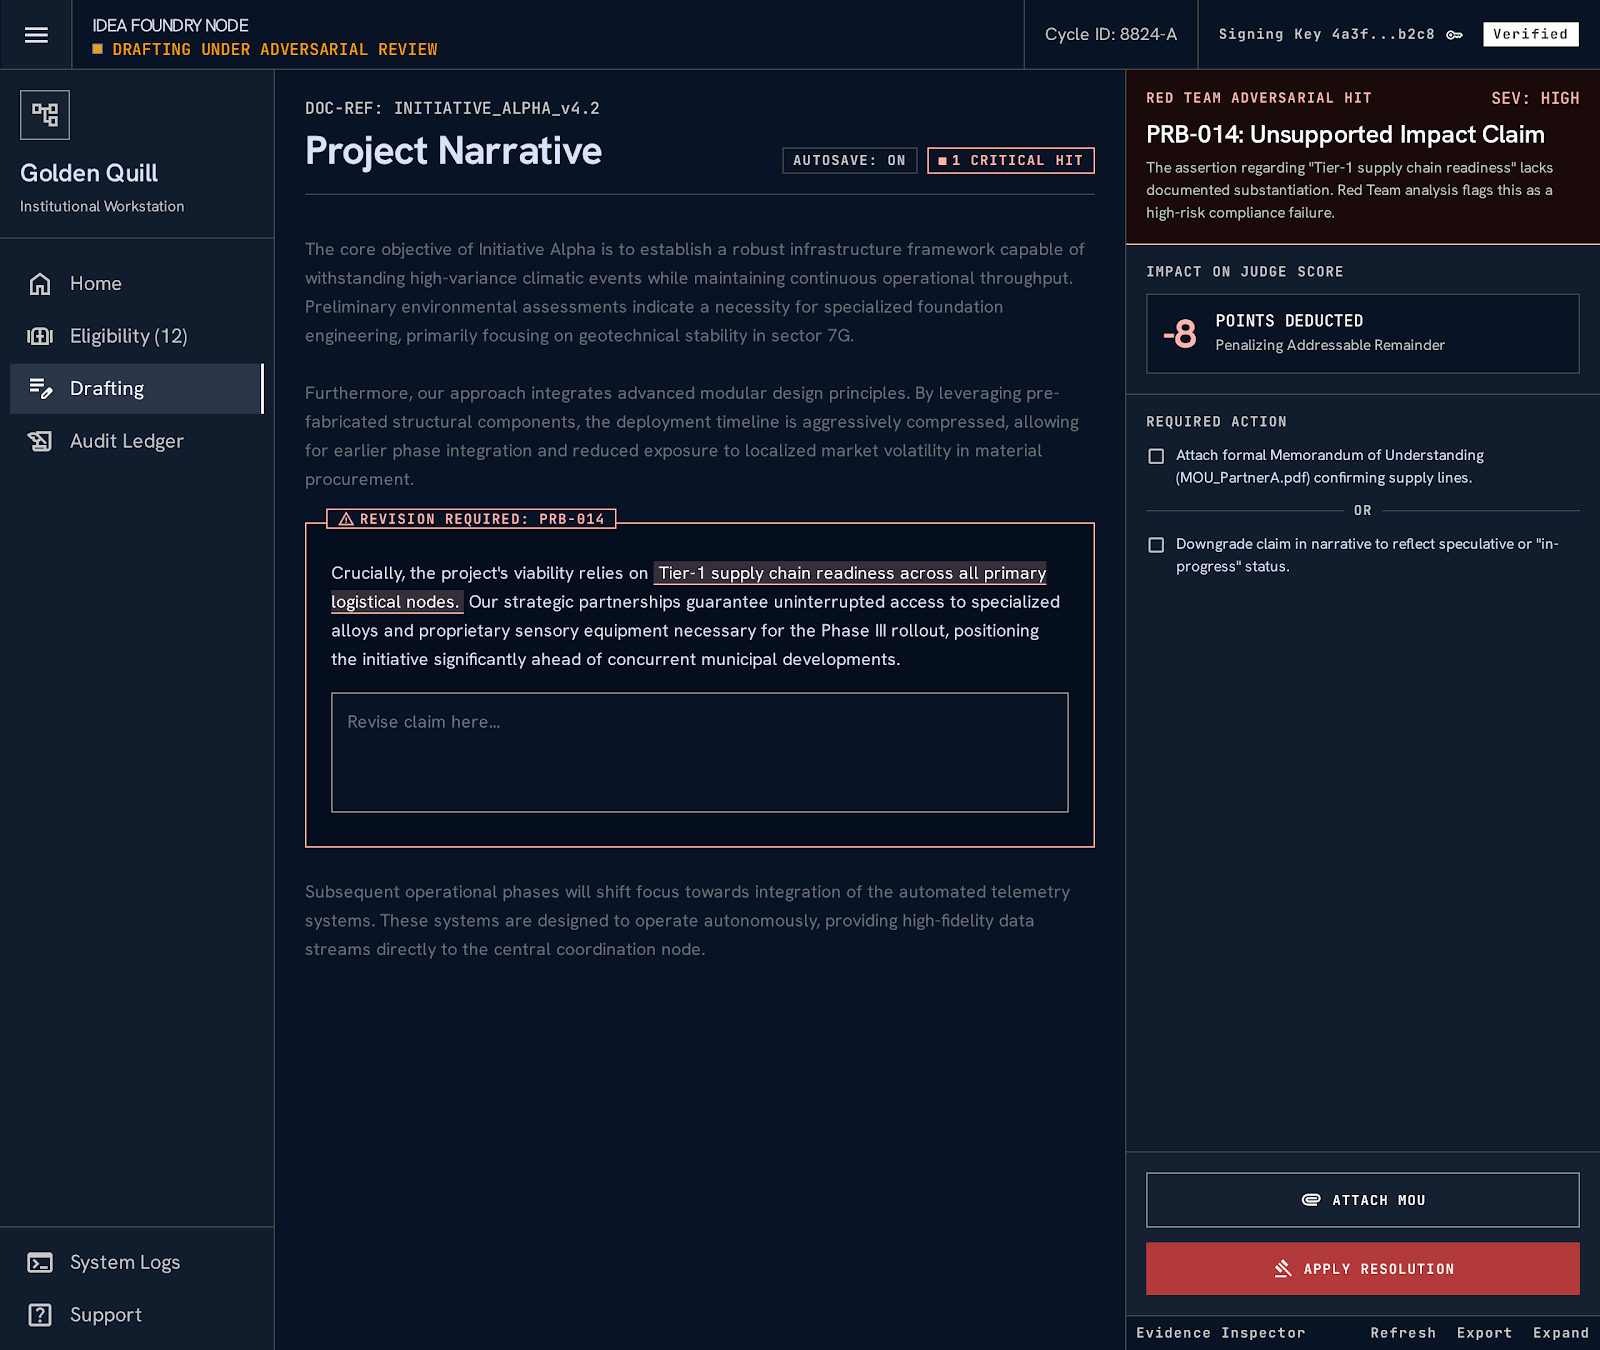 IDEA FOUNDRY NODE
DRAFTING UNDER ADVERSARIAL REVIEW
Cycle ID: 8824-A
Signing Key 4a3f...b2c8
Verified
Golden Quill
Institutional Workstation
Home
Eligibility (12)
Drafting
Audit Ledger
System Logs
Support
DOC-REF: INITIATIVE_ALPHA_v4.2
Project Narrative
AUTOSAVE: ON
1 CRITICAL HIT
The core objective of Initiative Alpha is to establish a robust infrastructure framework capable of
withstanding high-variance climatic events while maintaining continuous operational throughput.
Preliminary environmental assessments indicate a necessity for specialized foundation
engineering, primarily focusing on geotechnical stability in sector 7G.
Furthermore, our approach integrates advanced modular design principles. By leveraging pre-
fabricated structural components, the deployment timeline is aggressively compressed, allowing
for earlier phase integration and reduced exposure to localized market volatility in material
procurement.
REVISION REQUIRED: PRB-014
Crucially, the project's viability relies on Tier-1 supply chain readiness across all primary
logistical nodes. Our strategic partnerships guarantee uninterrupted access to specialized
alloys and proprietary sensory equipment necessary for the Phase III rollout, positioning
the initiative significantly ahead of concurrent municipal developments.
Revise claim here...
Subsequent operational phases will shift focus towards integration of the automated telemetry
systems. These systems are designed to operate autonomously, providing high-fidelity data
streams directly to the central coordination node.
RED TEAM ADVERSARIAL HIT
SEV: HIGH
PRB-014: Unsupported Impact Claim
The assertion regarding "Tier-1 supply chain readiness" lacks
documented substantiation. Red Team analysis flags this as a
high-risk compliance failure.
IMPACT ON JUDGE SCORE
-8
POINTS DEDUCTED
Penalizing Addressable Remainder
REQUIRED ACTION
Attach formal Memorandum of Understanding
(MOU_PartnerA.pdf) confirming supply lines.
OR
Downgrade claim in narrative to reflect speculative or "in-
progress" status.
ATTACH MOU
APPLY RESOLUTION
Evidence Inspector
Refresh
Export
Expand